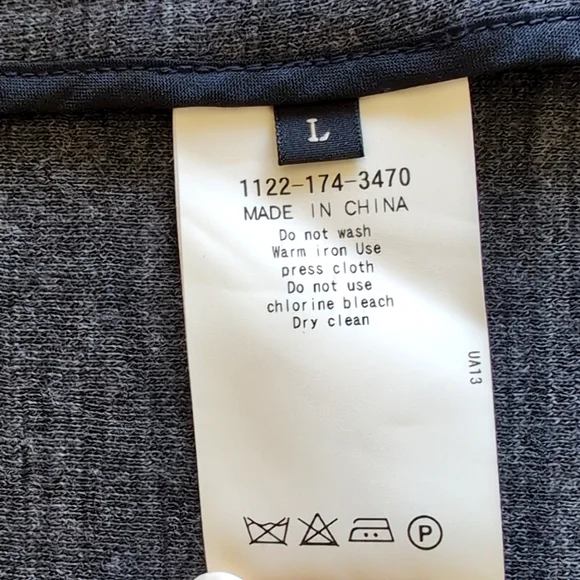 L
1122-174-3470
MADE IN CHINA
Do not wash
Warm iron Use
press cloth
Do not use
chlorine bleach
Dry clean
UA13
P